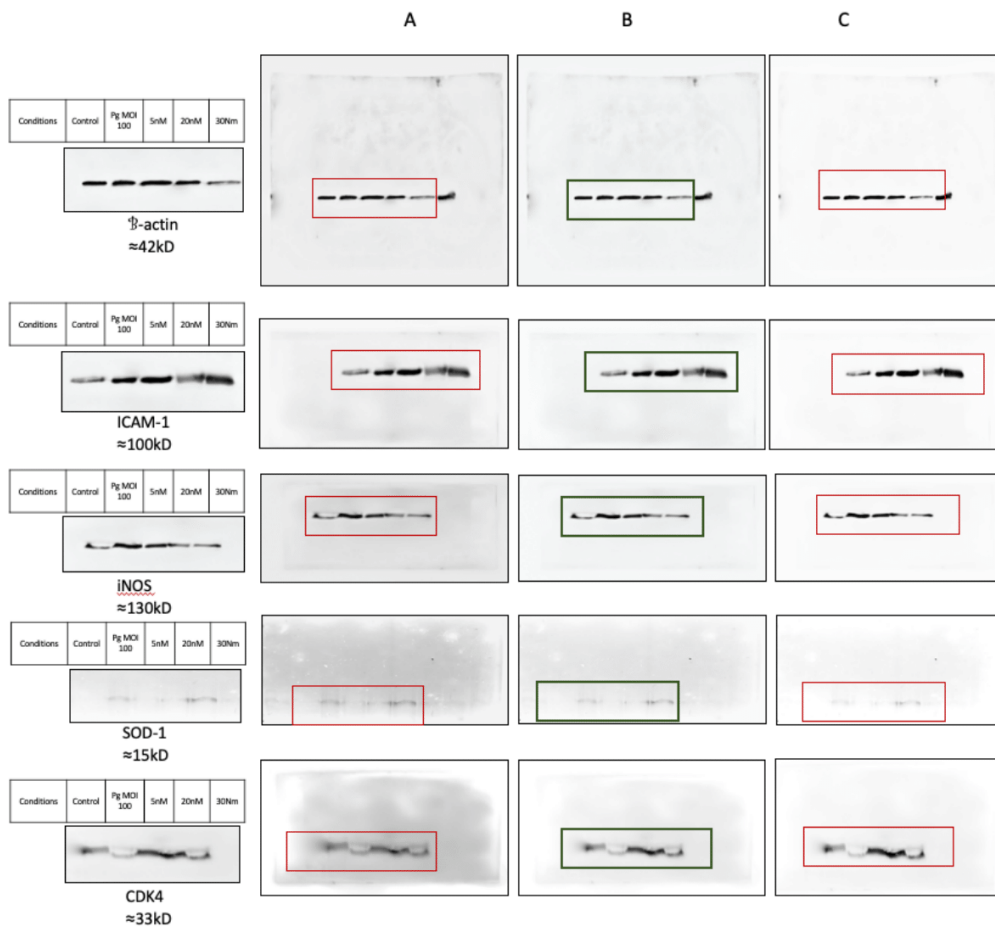 A B C
Conditions Control Pg MOI 100 5nM 20nM 30Nm
ℬ-actin
≈42kD
Conditions Control Pg MOI 100 5nM 20nM 30Nm
ICAM-1
≈100kD
Conditions Control Pg MOI 100 5nM 20nM 30Nm
iNOS
≈130kD
Conditions Control Pg MOI 100 5nM 20nM 30Nm
SOD-1
≈15kD
Conditions Control Pg MOI 100 5nM 20nM 30Nm
CDK4
≈33kD